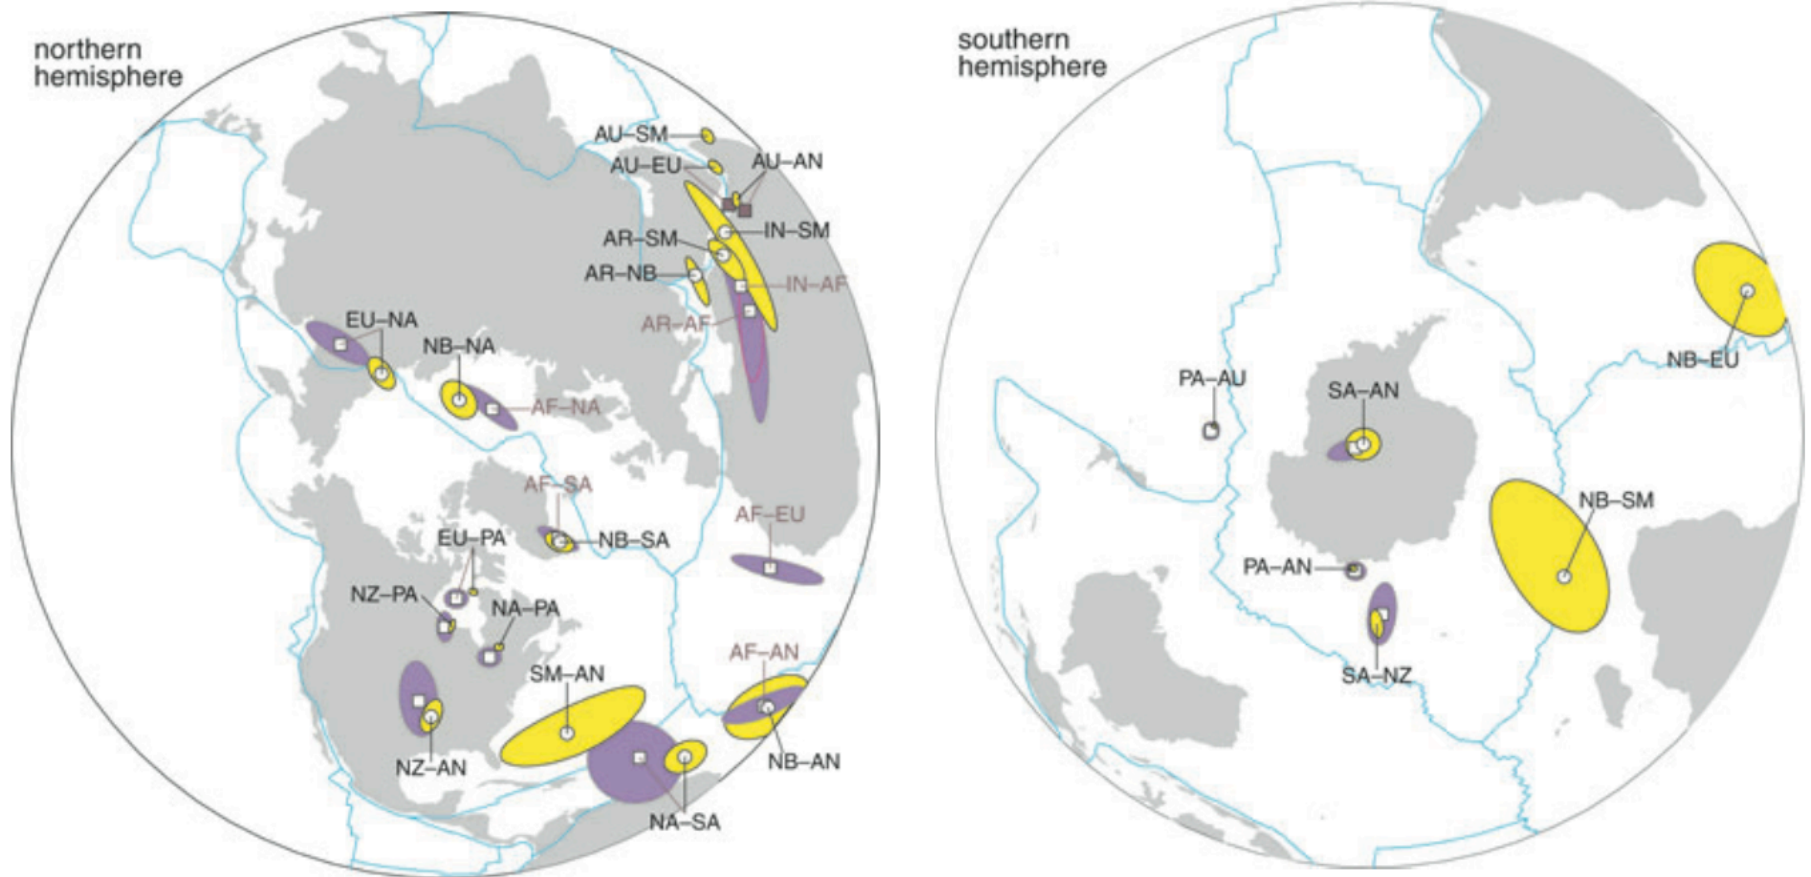 northern
hemisphere
AU–SM
AU–EU
AU–AN
IN–SM
AR–SM
AR–NB
IN–AF
AR–AF
EU–NA
NB–NA
AF–NA
AF–SA
NB–SA
AF–EU
EU–PA
NZ–PA
NA–PA
AF–AN
SM–AN
NZ–AN
NB–AN
NA–SA
southern
hemisphere
NB–EU
PA–AU
SA–AN
NB–SM
PA–AN
SA–NZ